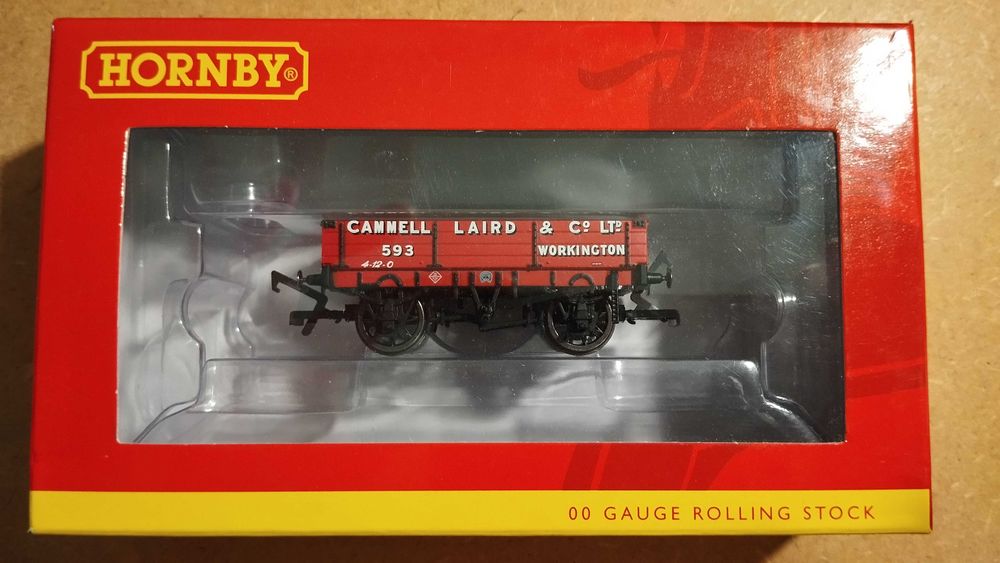 HORNBY®
CAMMELL LAIRD & Co LTD
593 WORKINGTON
4-12-0
00 GAUGE ROLLING STOCK